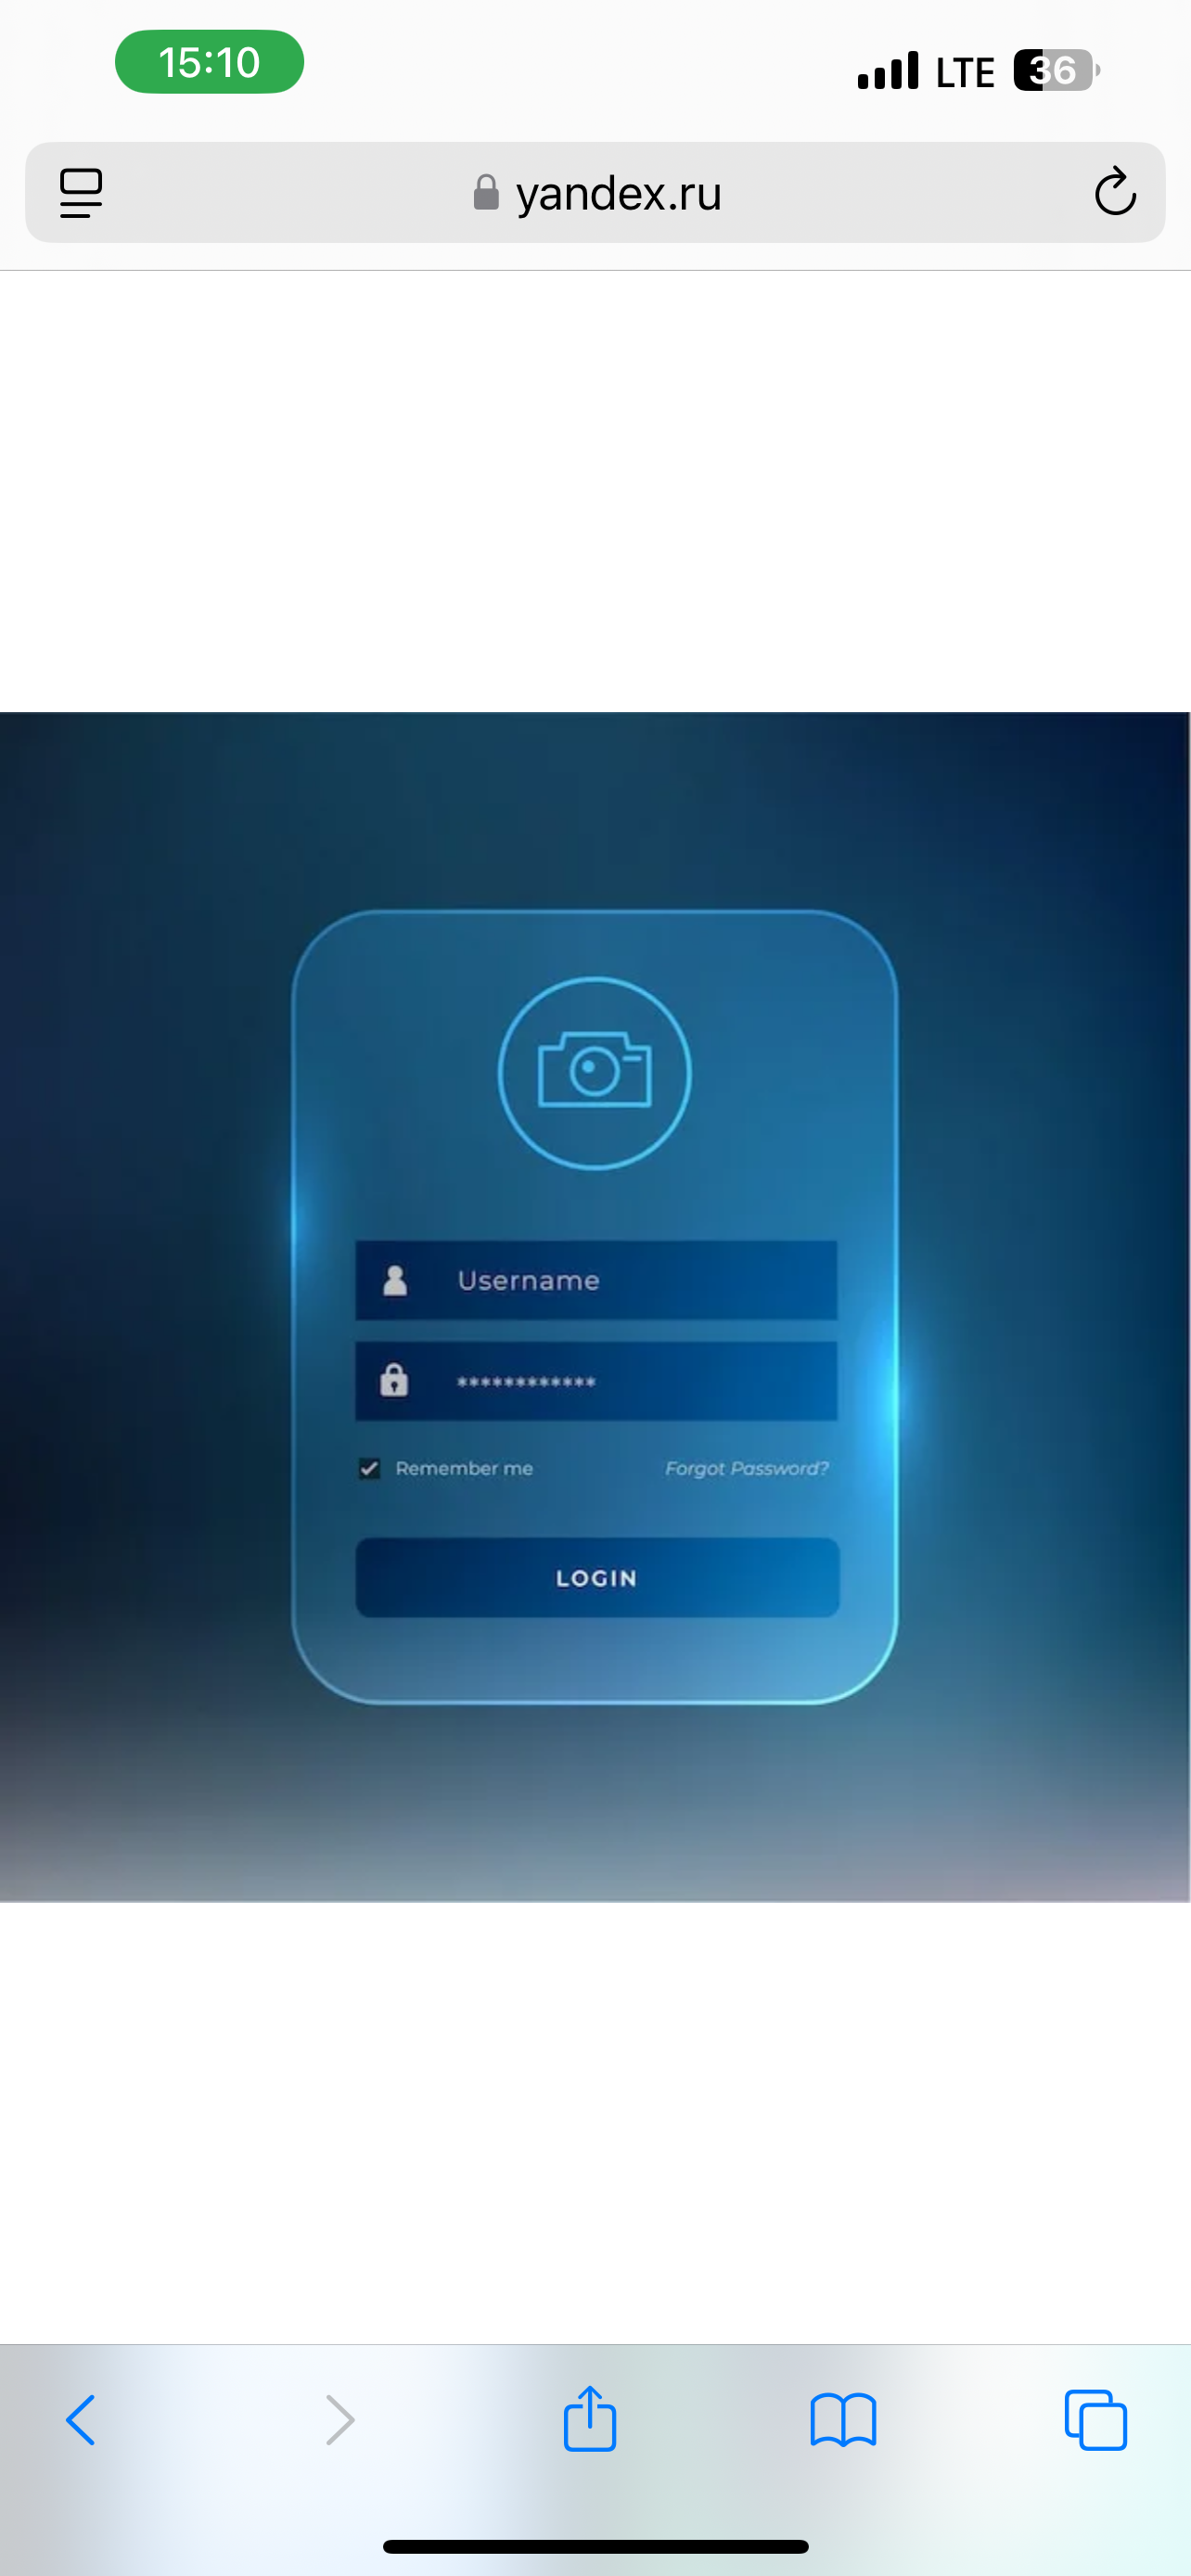 15:10 LTE 36
yandex.ru
Username
************
Remember me Forgot Password?
LOGIN